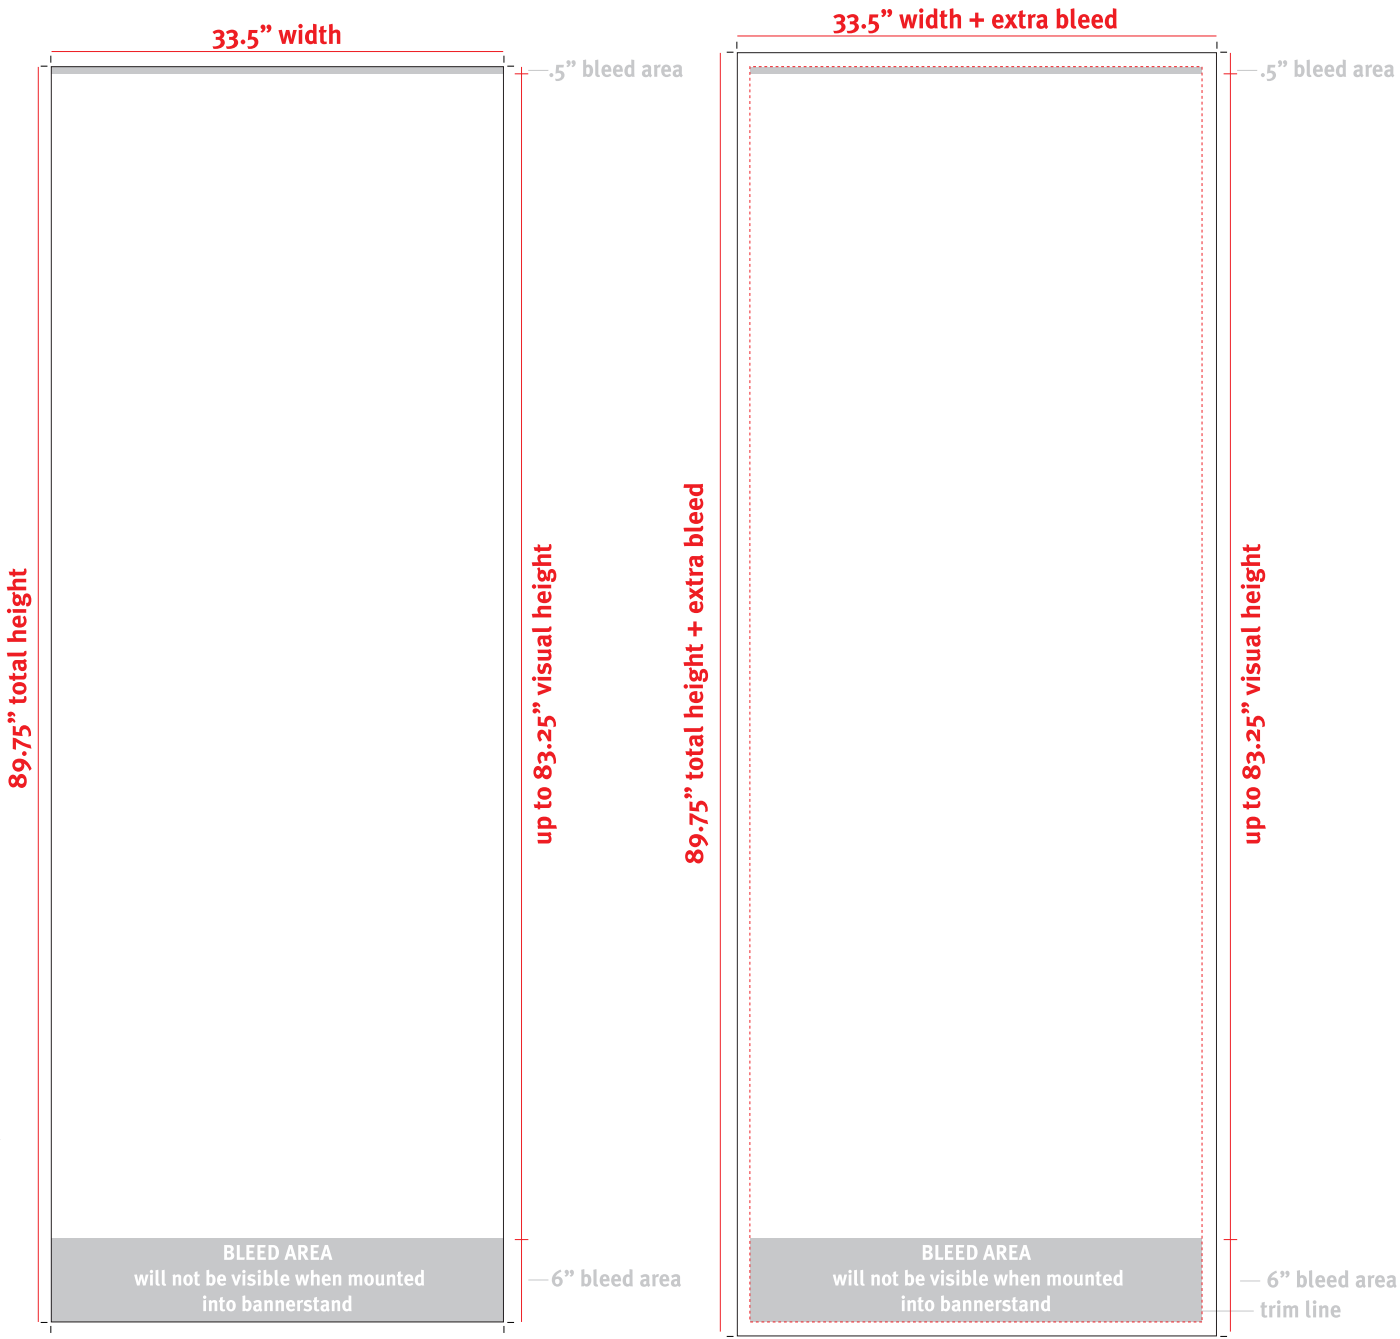 33.5” width
.5” bleed area
89.75” total height
up to 83.25” visual height
BLEED AREA
will not be visible when mounted
into bannerstand
6” bleed area
33.5” width + extra bleed
.5” bleed area
89.75” total height + extra bleed
up to 83.25” visual height
BLEED AREA
will not be visible when mounted
into bannerstand
6” bleed area
trim line